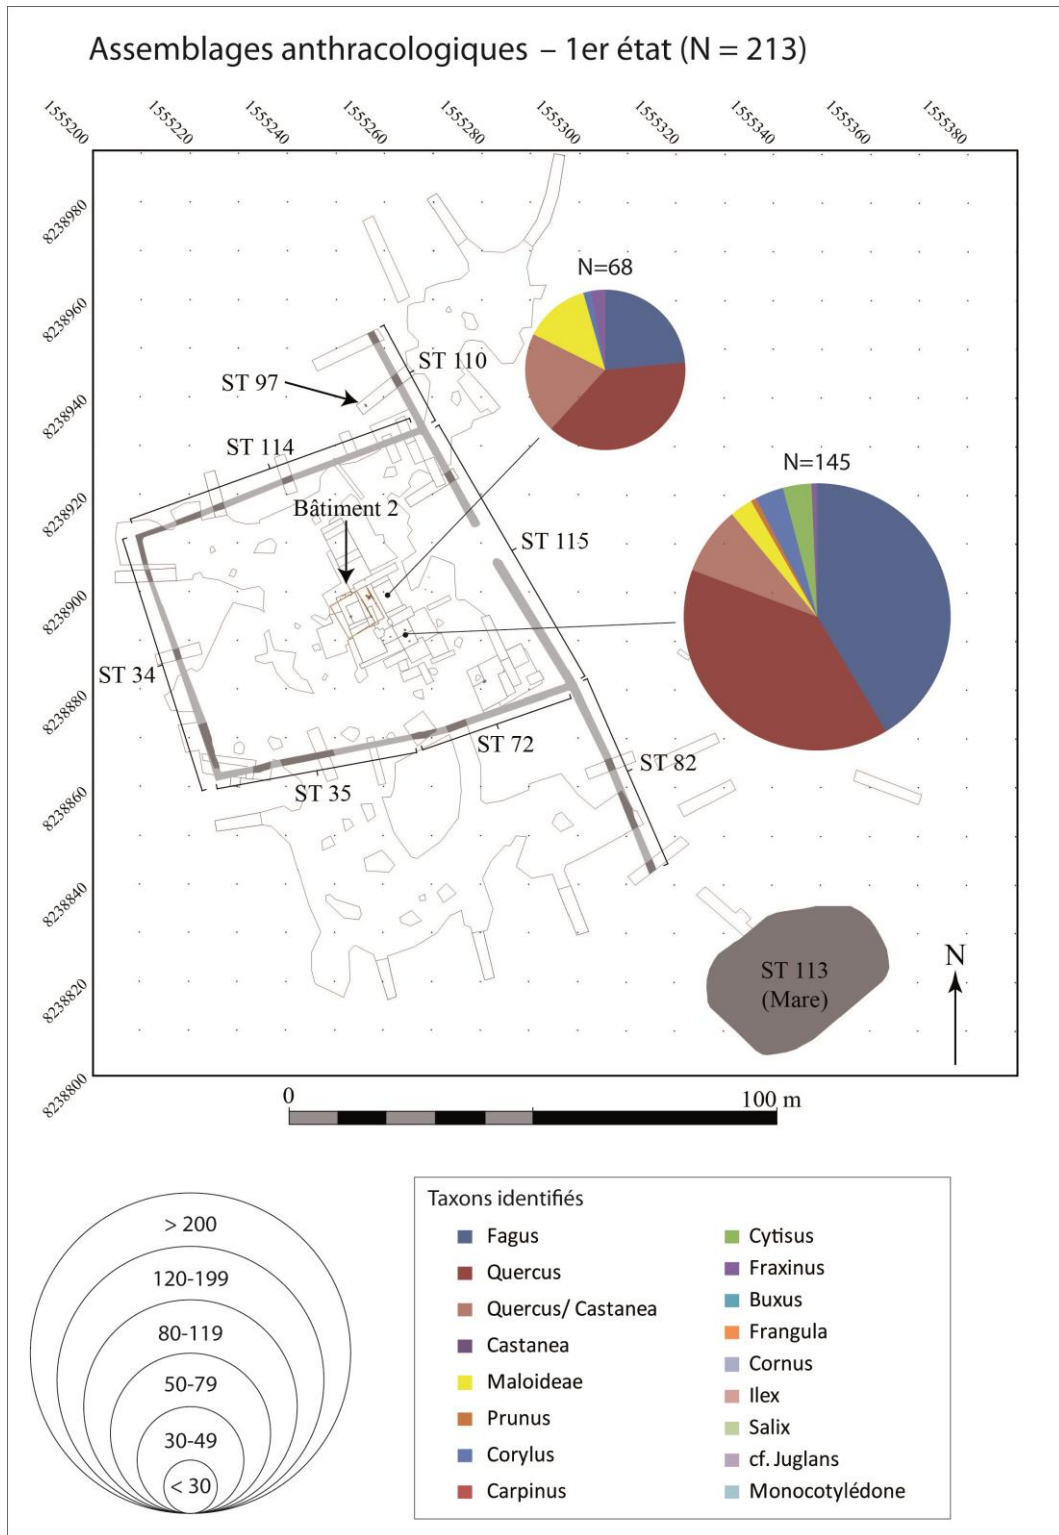 Assemblages anthracologiques – 1er état (N = 213)
1555200
1555220
1555240
1555260
1555280
1555300
1555320
1555340
1555360
1555380
8238980
8238960
8238940
8238920
8238900
8238880
8238860
8238840
8238820
8238800
N=68
ST 110
ST 97
ST 114
N=145
Bâtiment 2
ST 115
ST 34
ST 72
ST 82
ST 35
ST 113
(Mare)
N
0
100 m
> 200
120-199
80-119
50-79
30-49
< 30
Taxons identifiés
Fagus
Quercus
Quercus/ Castanea
Castanea
Maloideae
Prunus
Corylus
Carpinus
Cytisus
Fraxinus
Buxus
Frangula
Cornus
Ilex
Salix
cf. Juglans
Monocotylédone